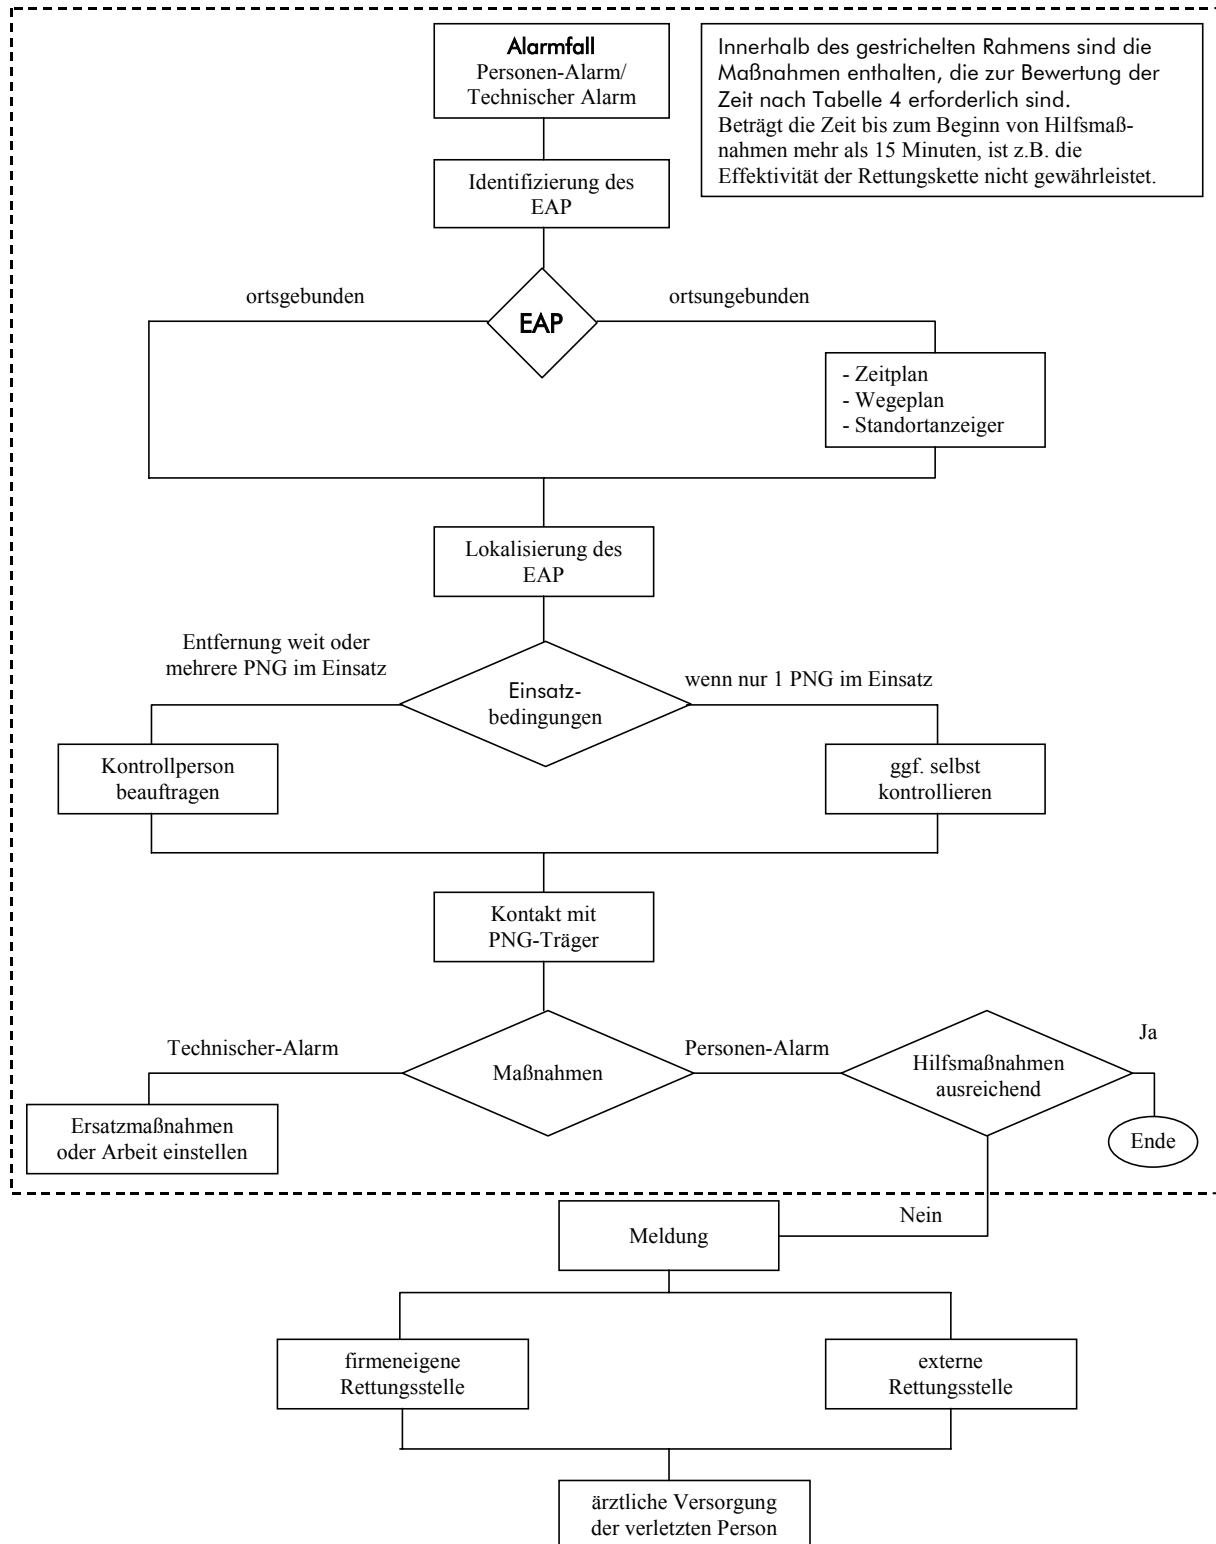 Alarmfall
Personen-Alarm/
Technischer Alarm
Innerhalb des gestrichelten Rahmens sind die
Maßnahmen enthalten, die zur Bewertung der
Zeit nach Tabelle 4 erforderlich sind.
Beträgt die Zeit bis zum Beginn von Hilfsmaß-
nahmen mehr als 15 Minuten, ist z.B. die
Effektivität der Rettungskette nicht gewährleistet.
Identifizierung des
EAP
ortsgebunden
EAP
ortsungebunden
- Zeitplan
- Wegeplan
- Standortanzeiger
Lokalisierung des
EAP
Entfernung weit oder
mehrere PNG im Einsatz
Einsatz-
bedingungen
wenn nur 1 PNG im Einsatz
Kontrollperson
beauftragen
ggf. selbst
kontrollieren
Kontakt mit
PNG-Träger
Technischer-Alarm
Maßnahmen
Personen-Alarm
Hilfsmaßnahmen
ausreichend
Ja
Ersatzmaßnahmen
oder Arbeit einstellen
Ende
Nein
Meldung
firmeneigene
Rettungsstelle
externe
Rettungsstelle
ärztliche Versorgung
der verletzten Person